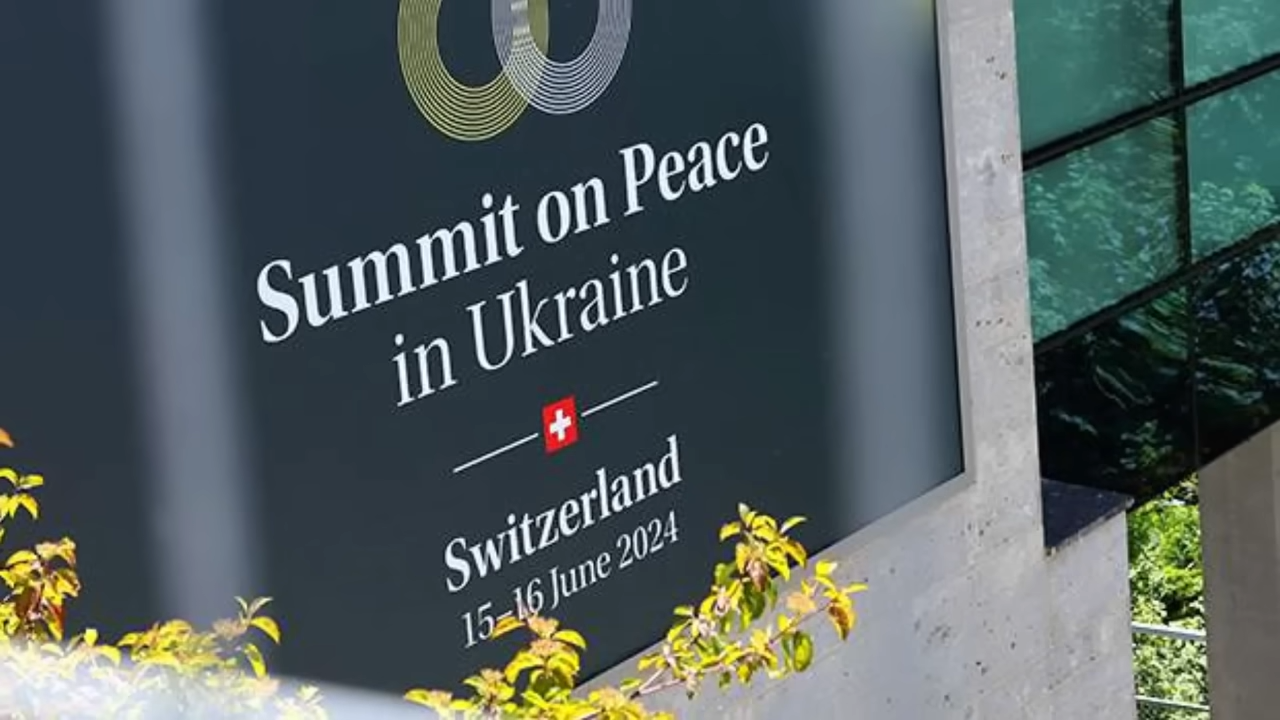 Summit on Peace
in Ukraine
Switzerland
15–16 June 2024